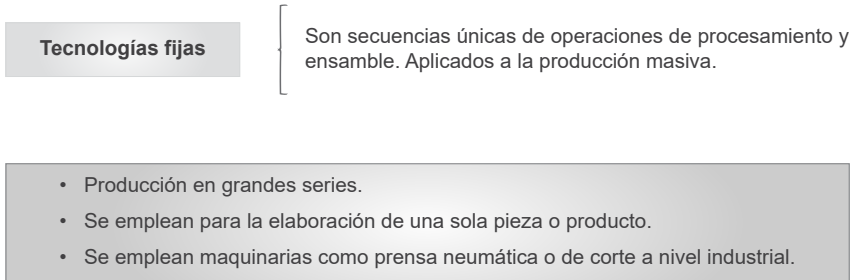 Tecnologías fijas
Son secuencias únicas de operaciones de procesamiento y
ensamble. Aplicados a la producción masiva.
• Producción en grandes series.
• Se emplean para la elaboración de una sola pieza o producto.
• Se emplean maquinarias como prensa neumática o de corte a nivel industrial.